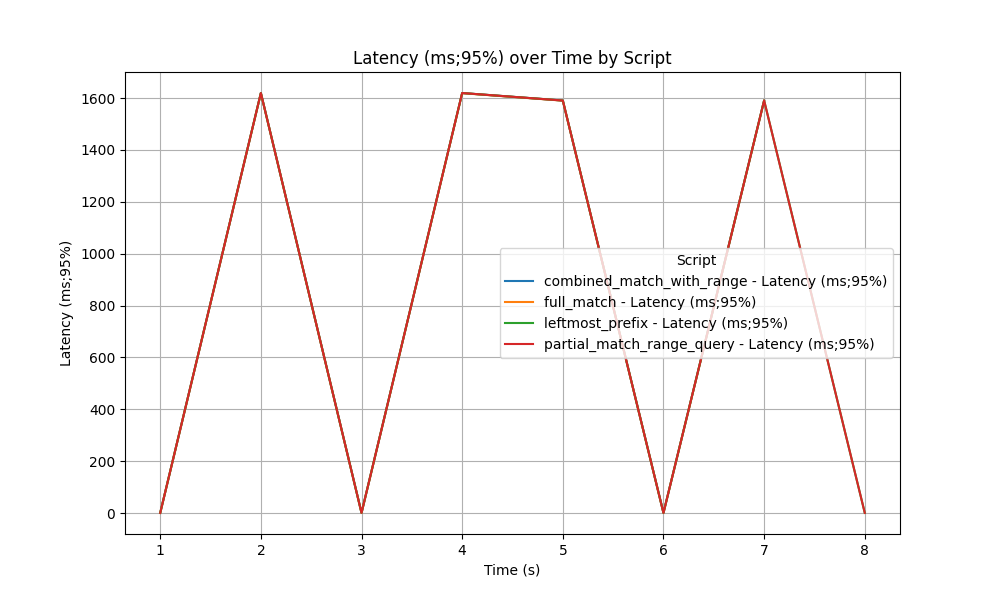 Latency (ms;95%) over Time by Script
Latency (ms;95%)
1600
1400
1200
1000
800
600
400
200
0
Script
combined_match_with_range - Latency (ms;95%)
full_match - Latency (ms;95%)
leftmost_prefix - Latency (ms;95%)
partial_match_range_query - Latency (ms;95%)
1 2 3 4 5 6 7 8
Time (s)